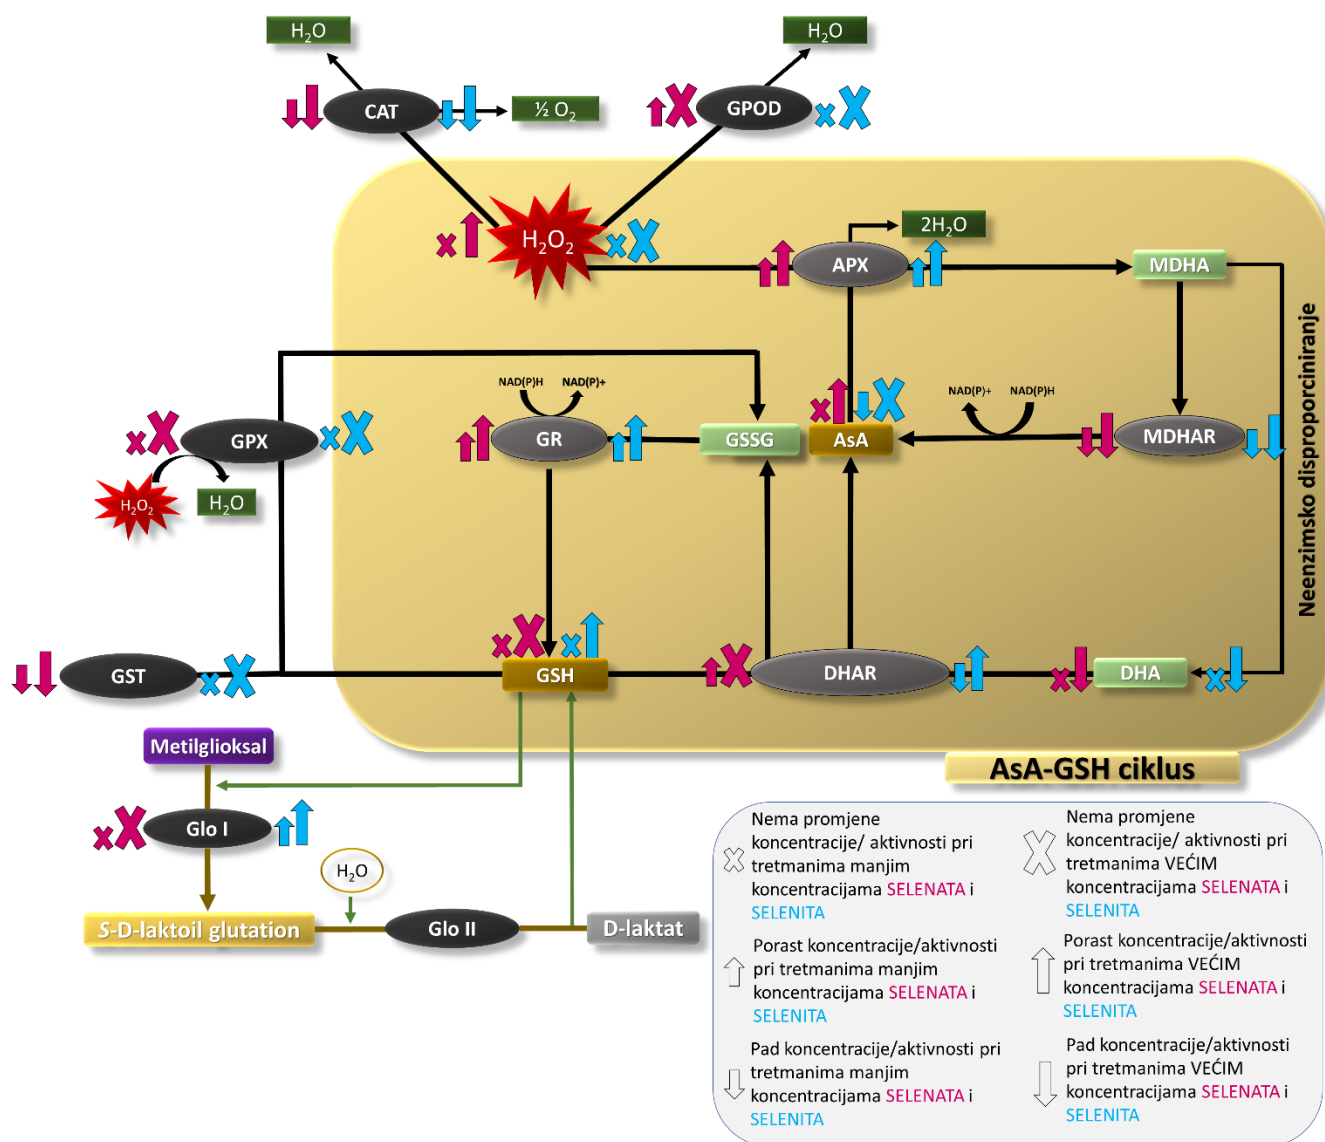 H₂O
H₂O
CAT
½ O₂
GPOD
H₂O₂
2H₂O
APX
MDHA
Neenzimsko disproporciniranje
NAD(P)H
NAD(P)+
NAD(P)+
NAD(P)H
GPX
GR
GSSG
AsA
MDHAR
H₂O₂
H₂O
GST
GSH
DHAR
DHA
Metilglioksal
AsA-GSH ciklus
Glo I
H₂O
S-D-laktoil glutation
Glo II
D-laktat
Nema promjene
koncentracije/ aktivnosti pri
tretmanima manjim
koncentracijama SELENATA i
SELENITA
Nema promjene
koncentracije/ aktivnosti pri
tretmanima VEĆIM
koncentracijama SELENATA i
SELENITA
Porast koncentracije/aktivnosti
pri tretmanima manjim
koncentracijama SELENATA i
SELENITA
Porast koncentracije/aktivnosti
pri tretmanima VEĆIM
koncentracijama SELENATA i
SELENITA
Pad koncentracije/aktivnosti pri
tretmanima manjim
koncentracijama SELENATA i
SELENITA
Pad koncentracije/aktivnosti
pri tretmanima VEĆIM
koncentracijama SELENATA i
SELENITA